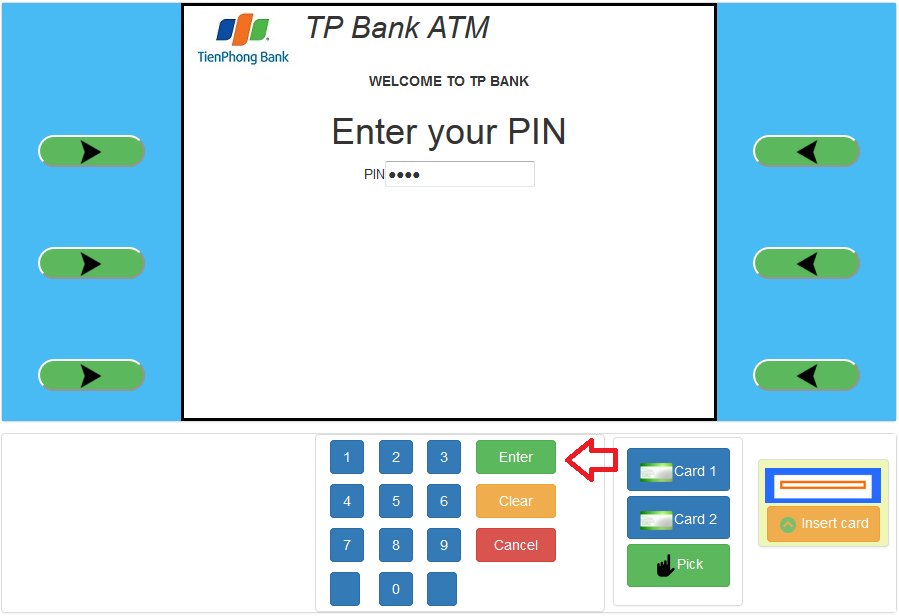 TP Bank ATM
TienPhong Bank
WELCOME TO TP BANK
Enter your PIN
PIN ●●●●
1 2 3 Enter
4 5 6 Clear
7 8 9 Cancel
0
Card 1
Card 2
Pick
Insert card